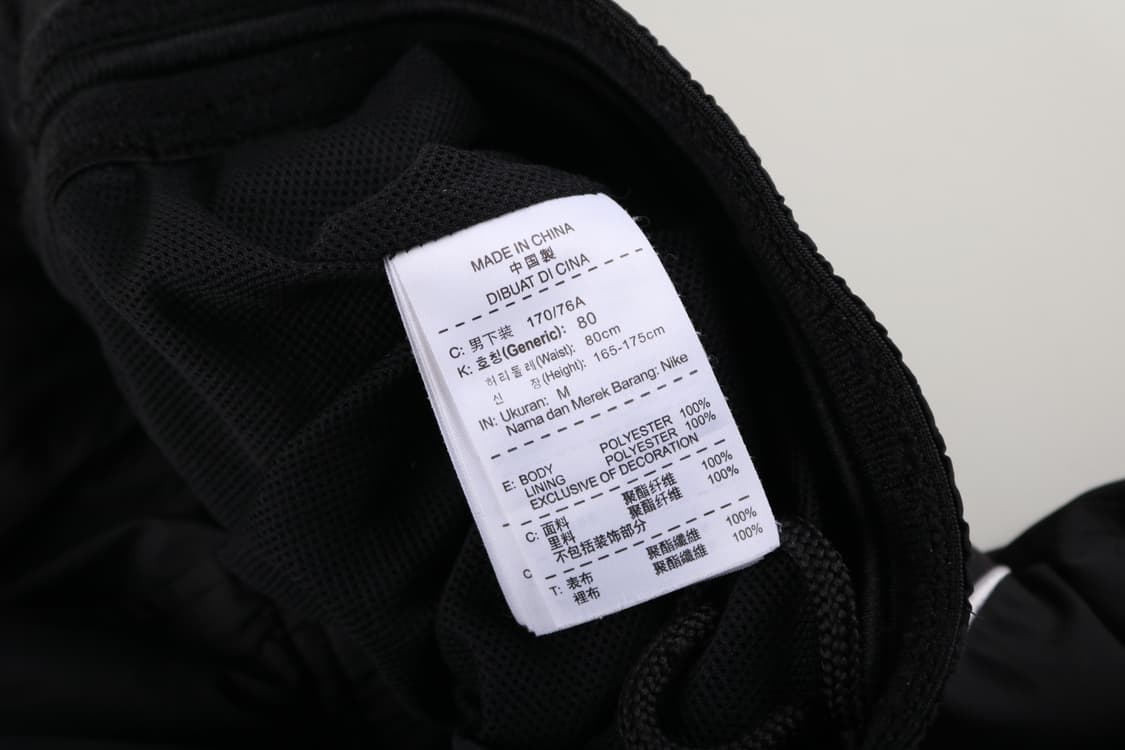 MADE IN CHINA
中国製
DIBUAT DI CINA
C: 男下装 170/76A
K: 호칭(Generic): 80
허리둘레(Waist): 80cm
신 장(Height): 165-175cm
IN: Ukuran: M
Nama dan Merek Barang: Nike
E: BODY POLYESTER 100%
LINING POLYESTER 100%
EXCLUSIVE OF DECORATION
C: 面料 聚酯纤维 100%
里料 聚酯纤维 100%
不包括装饰部分
T: 表布 聚酯纖維 100%
裡布 聚酯纖維 100%
C